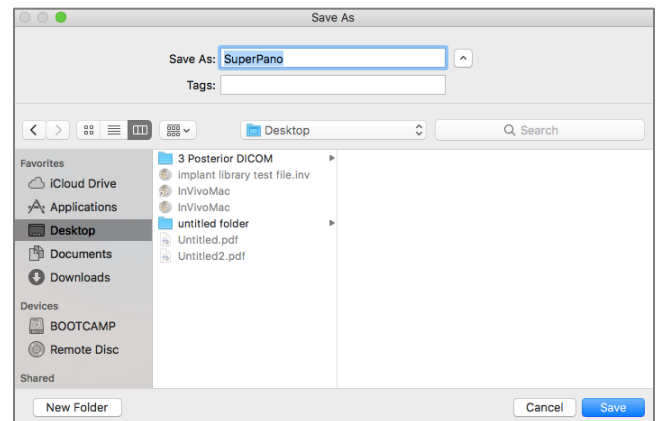 Save As
Save As: SuperPano
Tags:
Desktop
Search
Favorites
iCloud Drive
Applications
Desktop
Documents
Downloads
Devices
BOOTCAMP
Remote Disc
Shared
3 Posterior DICOM
implant library test file.inv
InVivoMac
InVivoMac
untitled folder
Untitled.pdf
Untitled2.pdf
New Folder
Cancel
Save